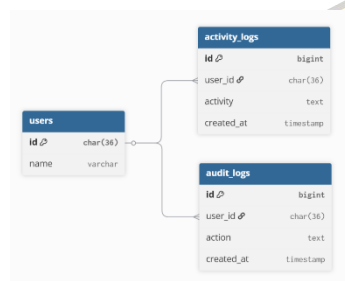 activity_logs
id bigint
user_id char(36)
activity text
created_at timestamp
users
id char(36)
name varchar
audit_logs
id bigint
user_id char(36)
action text
created_at timestamp